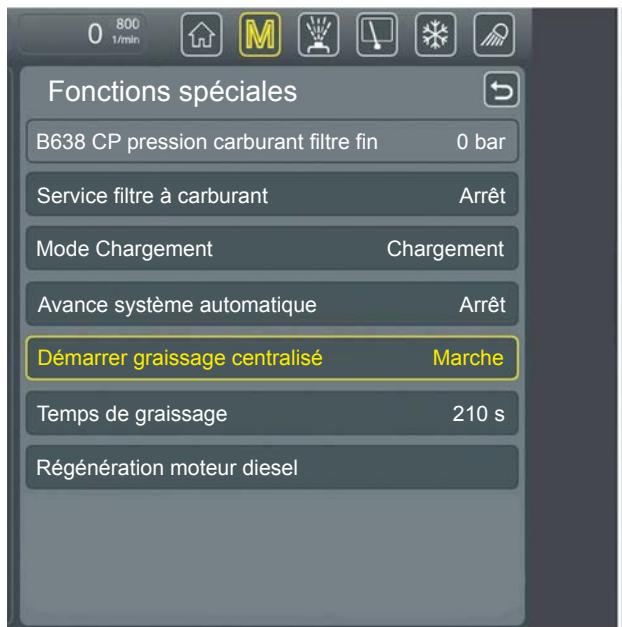 0 800 1/min M
Fonctions spéciales
B638 CP pression carburant filtre fin 0 bar
Service filtre à carburant Arrêt
Mode Chargement Chargement
Avance système automatique Arrêt
Démarrer graissage centralisé Marche
Temps de graissage 210 s
Régénération moteur diesel